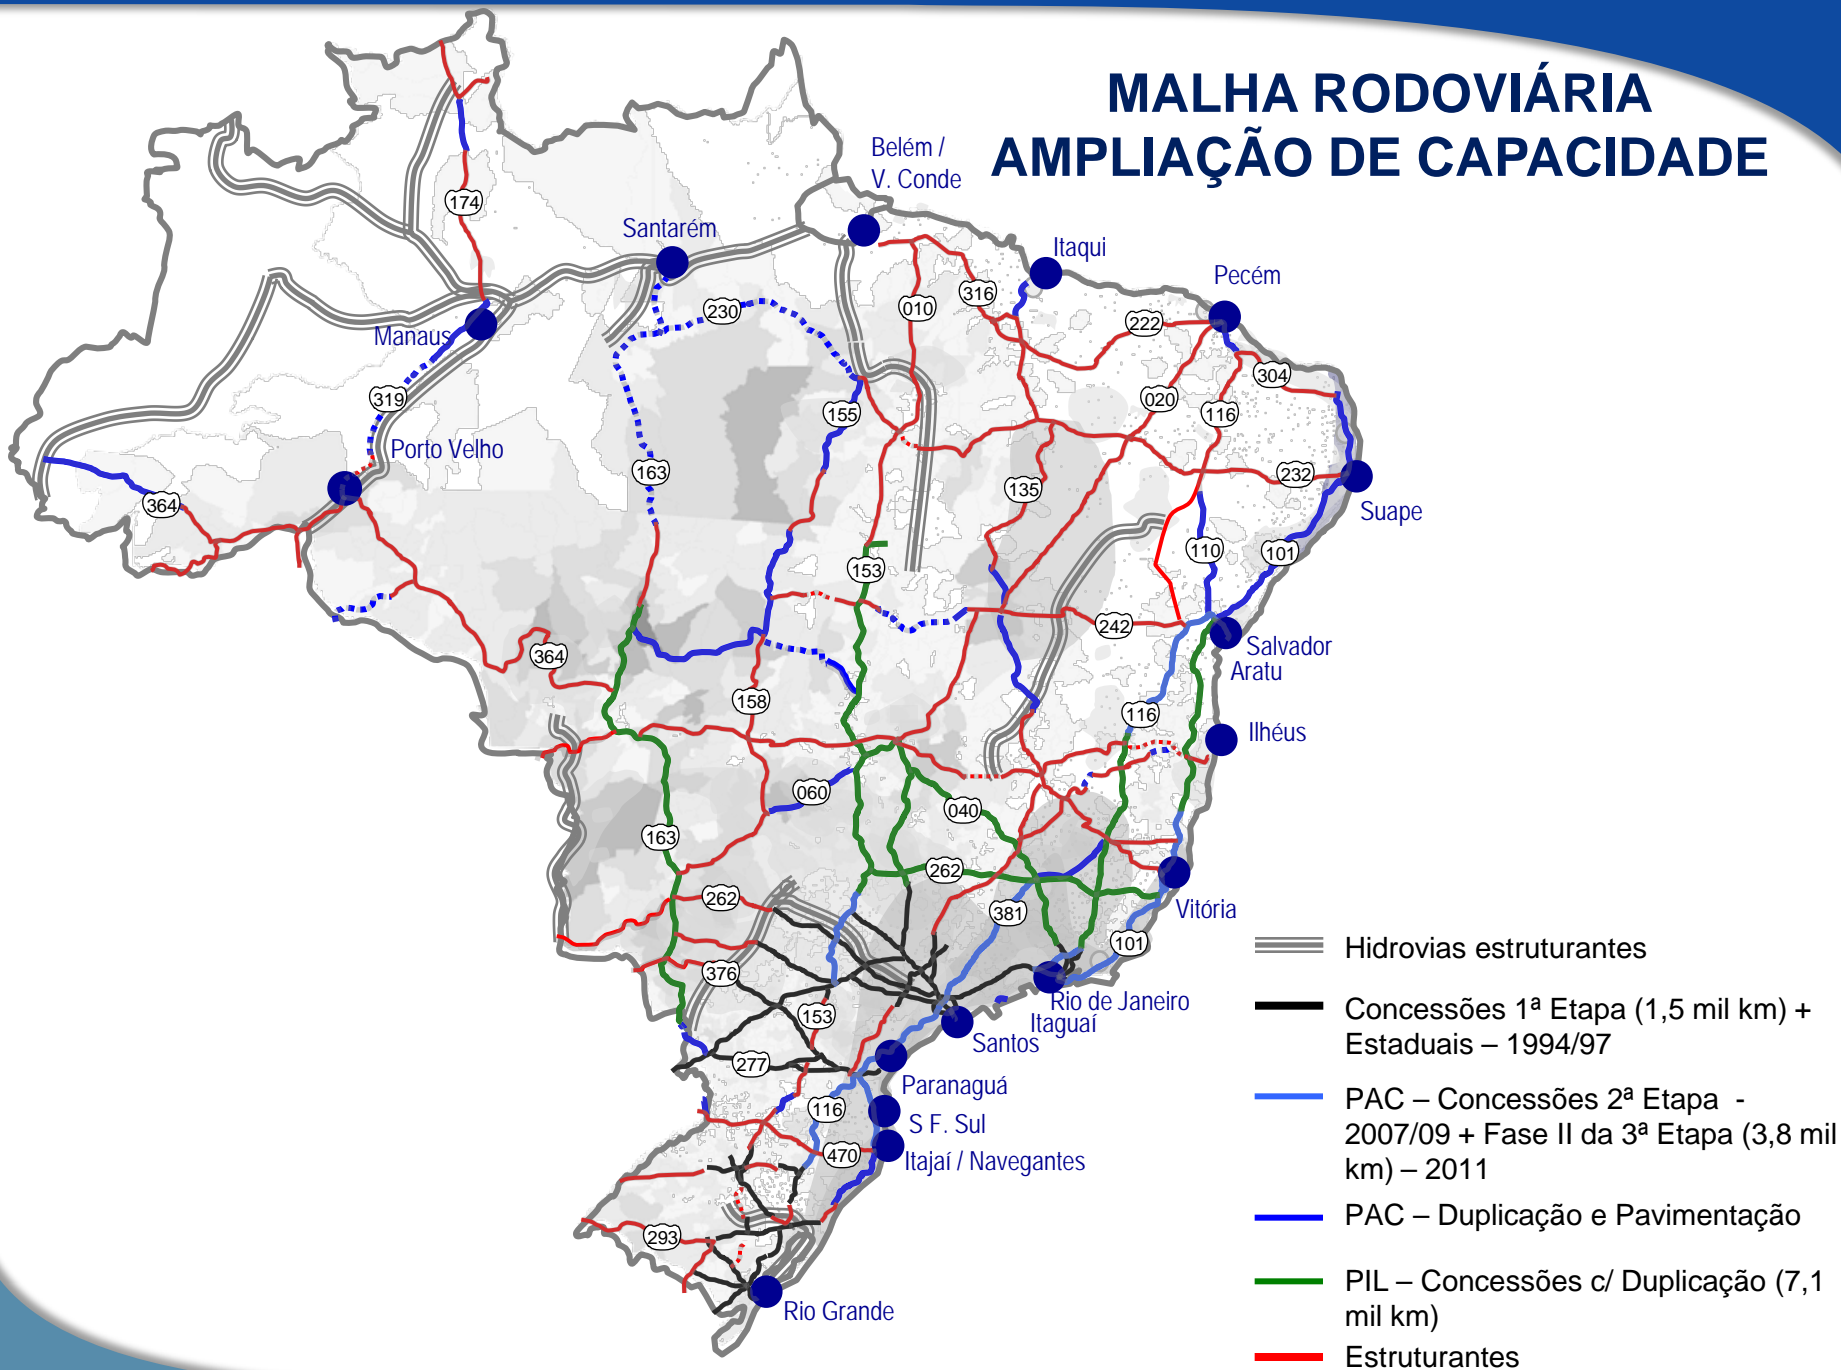 MALHA RODOVIÁRIA
AMPLIAÇÃO DE CAPACIDADE
Belém /
V. Conde
174
Santarém
Itaqui
Pecém
230
010
316
222
Manaus
304
319
155
020
116
Porto Velho
163
135
232
364
Suape
110
101
153
242
364
Salvador
Aratu
158
116
Ilhéus
060
040
163
262
262
381
Vitória
101
376
153
Rio de Janeiro
Itaguaí
Santos
277
Paranaguá
116
S F. Sul
470
Itajaí / Navegantes
293
Rio Grande
Hidrovias estruturantes
Concessões 1ª Etapa (1,5 mil km) +
Estaduais – 1994/97
PAC – Concessões 2ª Etapa -
2007/09 + Fase II da 3ª Etapa (3,8 mil
km) – 2011
PAC – Duplicação e Pavimentação
PIL – Concessões c/ Duplicação (7,1
mil km)
Estruturantes